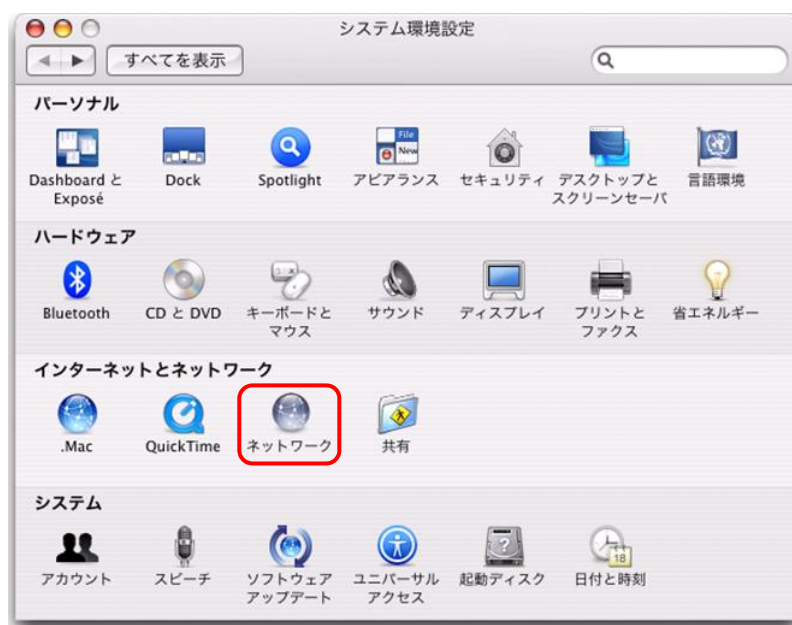 システム環境設定
すべてを表示
パーソナル
Dashboard と
Exposé
Dock
Spotlight
File
New
アピアランス
セキュリティ
デスクトップと
スクリーンセーバ
言語環境
ハードウェア
Bluetooth
CD と DVD
キーボードと
マウス
サウンド
ディスプレイ
プリントと
ファクス
省エネルギー
インターネットとネットワーク
.Mac
QuickTime
ネットワーク
共有
システム
アカウント
スピーチ
ソフトウェア
アップデート
ユニバーサル
アクセス
?
起動ディスク
18
日付と時刻